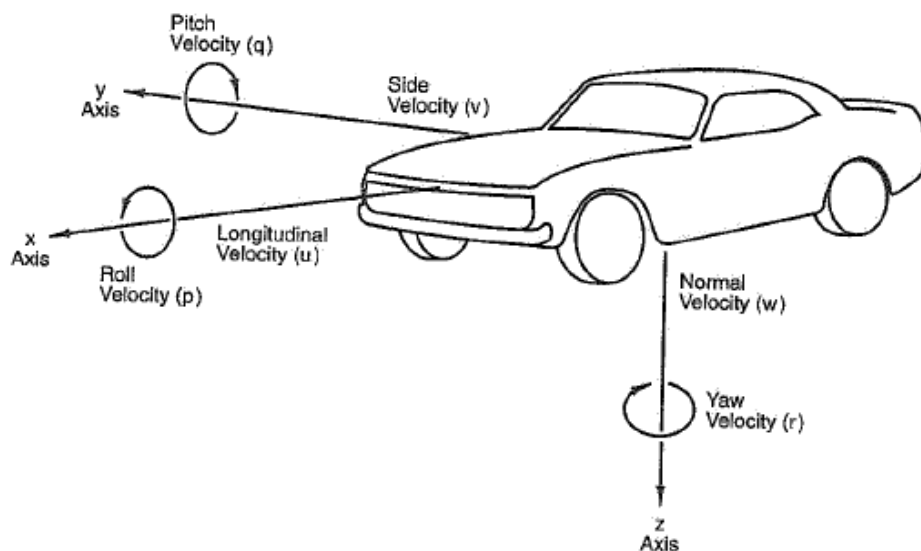 Pitch
Velocity (q)
y
Axis
Side
Velocity (v)
x
Axis
Roll
Velocity (p)
Longitudinal
Velocity (u)
Normal
Velocity (w)
Yaw
Velocity (r)
z
Axis